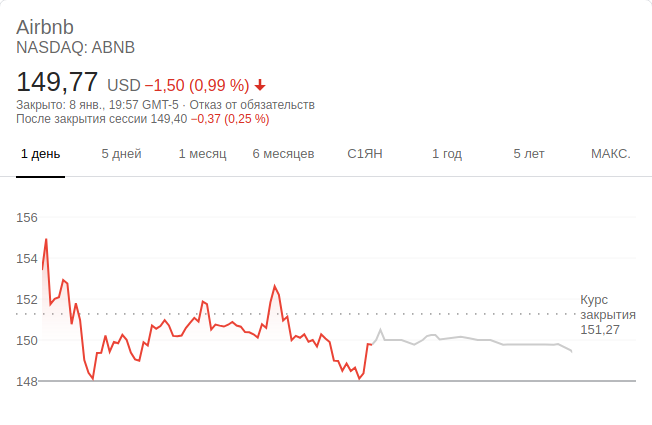 Airbnb
NASDAQ: ABNB
149,77 USD −1,50 (0,99 %)
Закрыто: 8 янв., 19:57 GMT-5 · Отказ от обязательств
После закрытия сессии 149,40 −0,37 (0,25 %)
1 день 5 дней 1 месяц 6 месяцев С1ЯН 1 год 5 лет МАКС.
156
154
152
Курс
закрытия
151,27
150
148